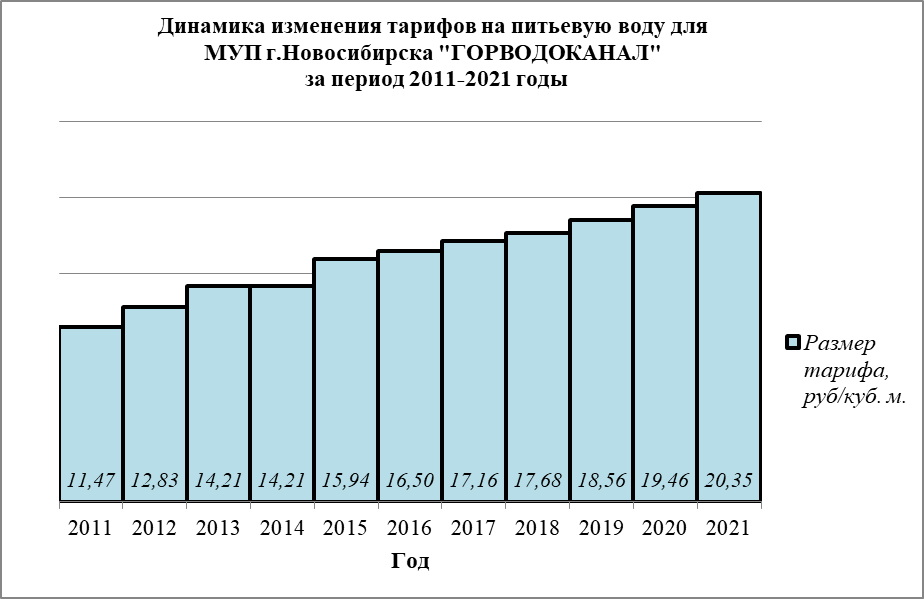 Динамика изменения тарифов на питьевую воду для
МУП г.Новосибирска "ГОРВОДОКАНАЛ"
за период 2011-2021 годы
Размер
тарифа,
руб/куб. м.
11,47 12,83 14,21 14,21 15,94 16,50 17,16 17,68 18,56 19,46 20,35
2011 2012 2013 2014 2015 2016 2017 2018 2019 2020 2021
Год